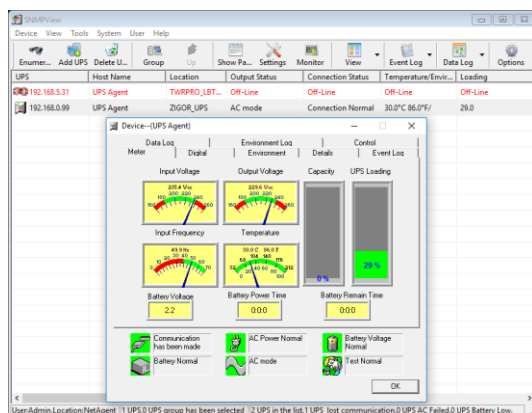 SNMPView
Device View Tools System User Help
Enumer... Add UPS Delete U... Group Up Show Pa... Settings Monitor View Event Log Data Log Options
UPS Host Name Location Output Status Connection Status Temperature/Envir... Loading
192.168.5.31 UPS Agent TWRPRO_LBT... Off-Line Off-Line Off-Line Off-Line
192.168.0.99 UPS Agent ZIGOR_UPS AC mode Connection Normal 30.0°C 86.0°F/ 29.0
Device--(UPS Agent)
Data Log Environment Log Control
Meter Digital Environment Details Event Log
Input Voltage Output Voltage Capacity UPS Loading
Input Frequency Temperature
49.9 Hz 30.0 C 86.0 F
0 % 29 %
Battery Voltage Battery Power Time Battery Remain Time
2.2 0:0:0 0:0:0
Communication has been made AC Power Normal Battery Voltage Normal
Battery Normal AC mode Test Normal
OK
User:Admin.Location:NetAgent 1 UPS.0 UPS group has been selected 2 UPS in the list.1 UPS lost communication.0 UPS AC Failed.0 UPS Battery Low.